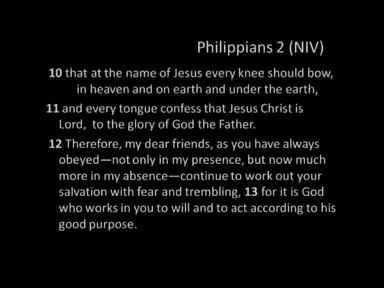 Philippians 2 (NIV)
10 that at the name of Jesus every knee should bow,
in heaven and on earth and under the earth,
11 and every tongue confess that Jesus Christ is
Lord, to the glory of God the Father.
12 Therefore, my dear friends, as you have always
obeyed—not only in my presence, but now much
more in my absence—continue to work out your
salvation with fear and trembling, 13 for it is God
who works in you to will and to act according to his
good purpose.